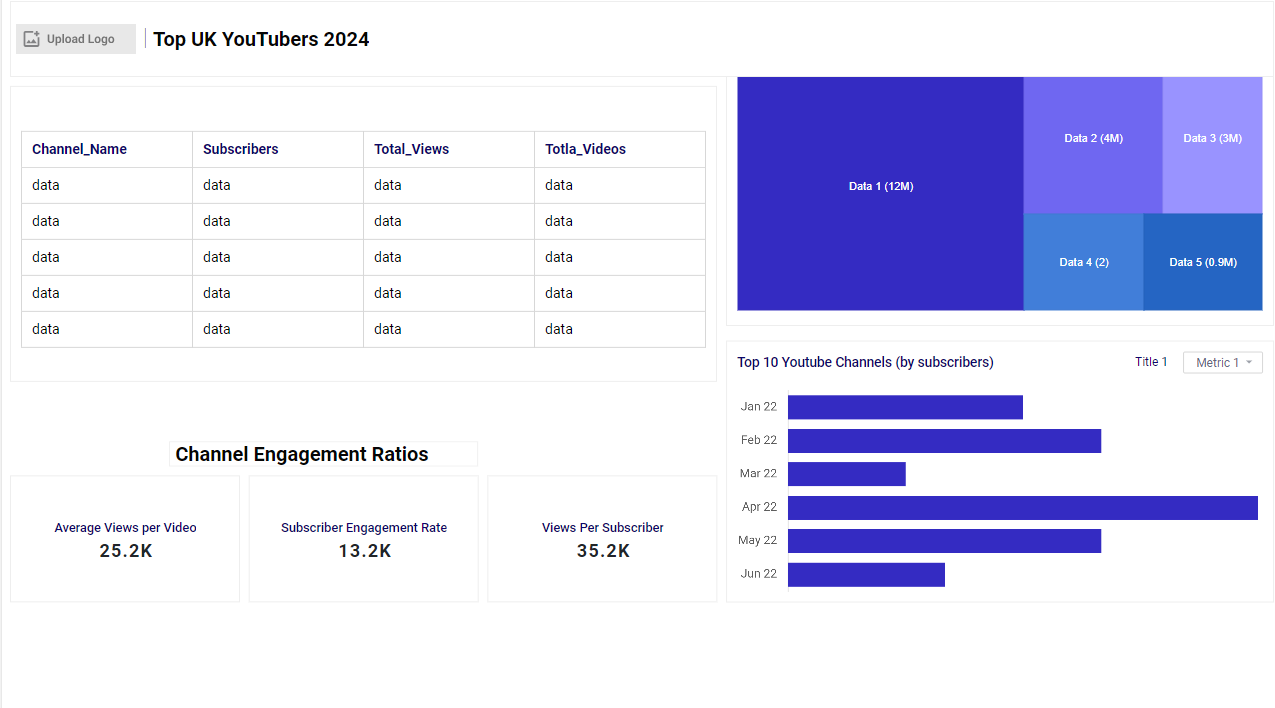 Upload Logo
Top UK YouTubers 2024
Channel_Name Subscribers Total_Views Totla_Videos
data data data data
data data data data
data data data data
data data data data
data data data data
Data 1 (12M)
Data 2 (4M)
Data 3 (3M)
Data 4 (2)
Data 5 (0.9M)
Top 10 Youtube Channels (by subscribers)
Title 1
Metric 1
Jan 22
Feb 22
Mar 22
Apr 22
May 22
Jun 22
Channel Engagement Ratios
Average Views per Video
25.2K
Subscriber Engagement Rate
13.2K
Views Per Subscriber
35.2K